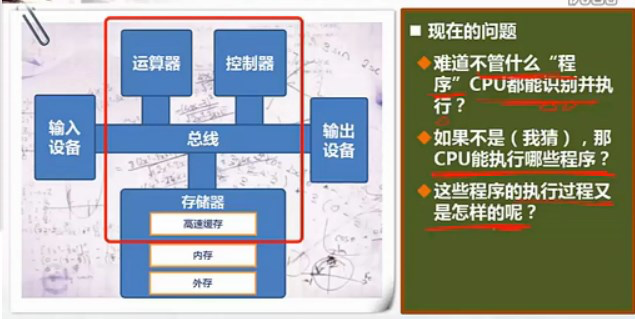 运算器
控制器
输入
设备
总线
输出
设备
存储器
高速缓存
内存
外存
现在的问题
难道不管什么“程
序”CPU都能识别并执
行？
如果不是（我猜），那
CPU能执行哪些程序？
这些程序的执行过程又
是怎样的呢？